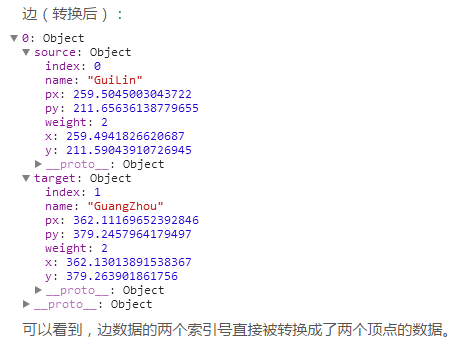 边（转换后）：
▼ 0: Object
▼ source: Object
index: 0
name: "GuiLin"
px: 259.5045003043722
py: 211.65636138779655
weight: 2
x: 259.4941826620687
y: 211.59043910726945
▶ __proto__: Object
▼ target: Object
index: 1
name: "GuangZhou"
px: 362.11169652392846
py: 379.2457964179497
weight: 2
x: 362.13013891538367
y: 379.263901861756
▶ __proto__: Object
▶ __proto__: Object
可以看到，边数据的两个索引号直接被转换成了两个顶点的数据。